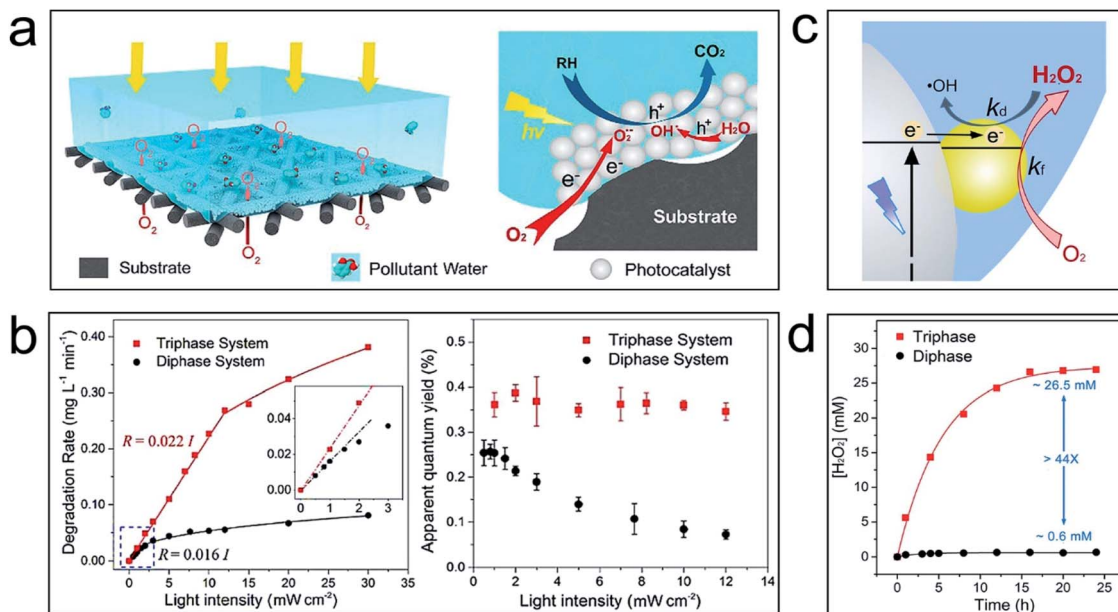 a
RH
CO2
hν
O2•-
h+
OH•
h+
H2O
e-
e-
O2
Substrate
O2
O2
O2
O2
O2
O2
O2
O2
Substrate
Pollutant Water
Photocatalyst
c
•OH
kd
H2O2
e-
e-
kf
O2
b
Degradation Rate (mg L-1 min-1)
0.40
0.30
0.20
0.10
0.00
Triphase System
Diphase System
R = 0.022 I
R = 0.016 I
0.04
0.02
0.00
0 1 2 3
0 5 10 15 20 25 30 35
Light intensity (mW cm-2)
Apparent quantum yield (%)
0.6
0.5
0.4
0.3
0.2
0.1
0.0
Triphase System
Diphase System
0 2 4 6 8 10 12 14
Light intensity (mW cm-2)
d
[H2O2] (mM)
30
25
20
15
10
5
0
Triphase
Diphase
~ 26.5 mM
> 44X
~ 0.6 mM
0 5 10 15 20 25
Time (h)